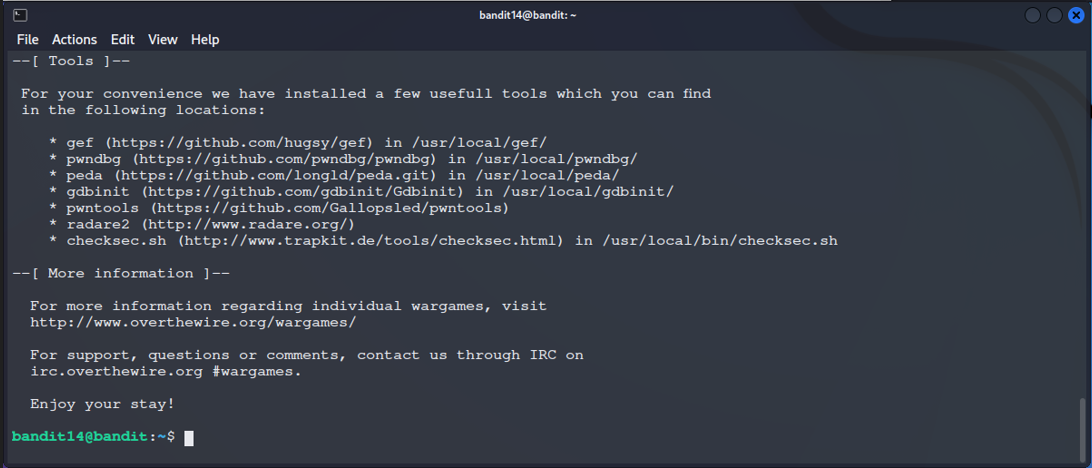 bandit14@bandit: ~
File Actions Edit View Help
--[ Tools ]--
For your convenience we have installed a few usefull tools which you can find
in the following locations:
* gef (https://github.com/hugsy/gef) in /usr/local/gef/
* pwndbg (https://github.com/pwndbg/pwndbg) in /usr/local/pwndbg/
* peda (https://github.com/longld/peda.git) in /usr/local/peda/
* gdbinit (https://github.com/gdbinit/Gdbinit) in /usr/local/gdbinit/
* pwntools (https://github.com/Gallopsled/pwntools)
* radare2 (http://www.radare.org/)
* checksec.sh (http://www.trapkit.de/tools/checksec.html) in /usr/local/bin/checksec.sh
--[ More information ]--
For more information regarding individual wargames, visit
http://www.overthewire.org/wargames/
For support, questions or comments, contact us through IRC on
irc.overthewire.org #wargames.
Enjoy your stay!
bandit14@bandit:~$